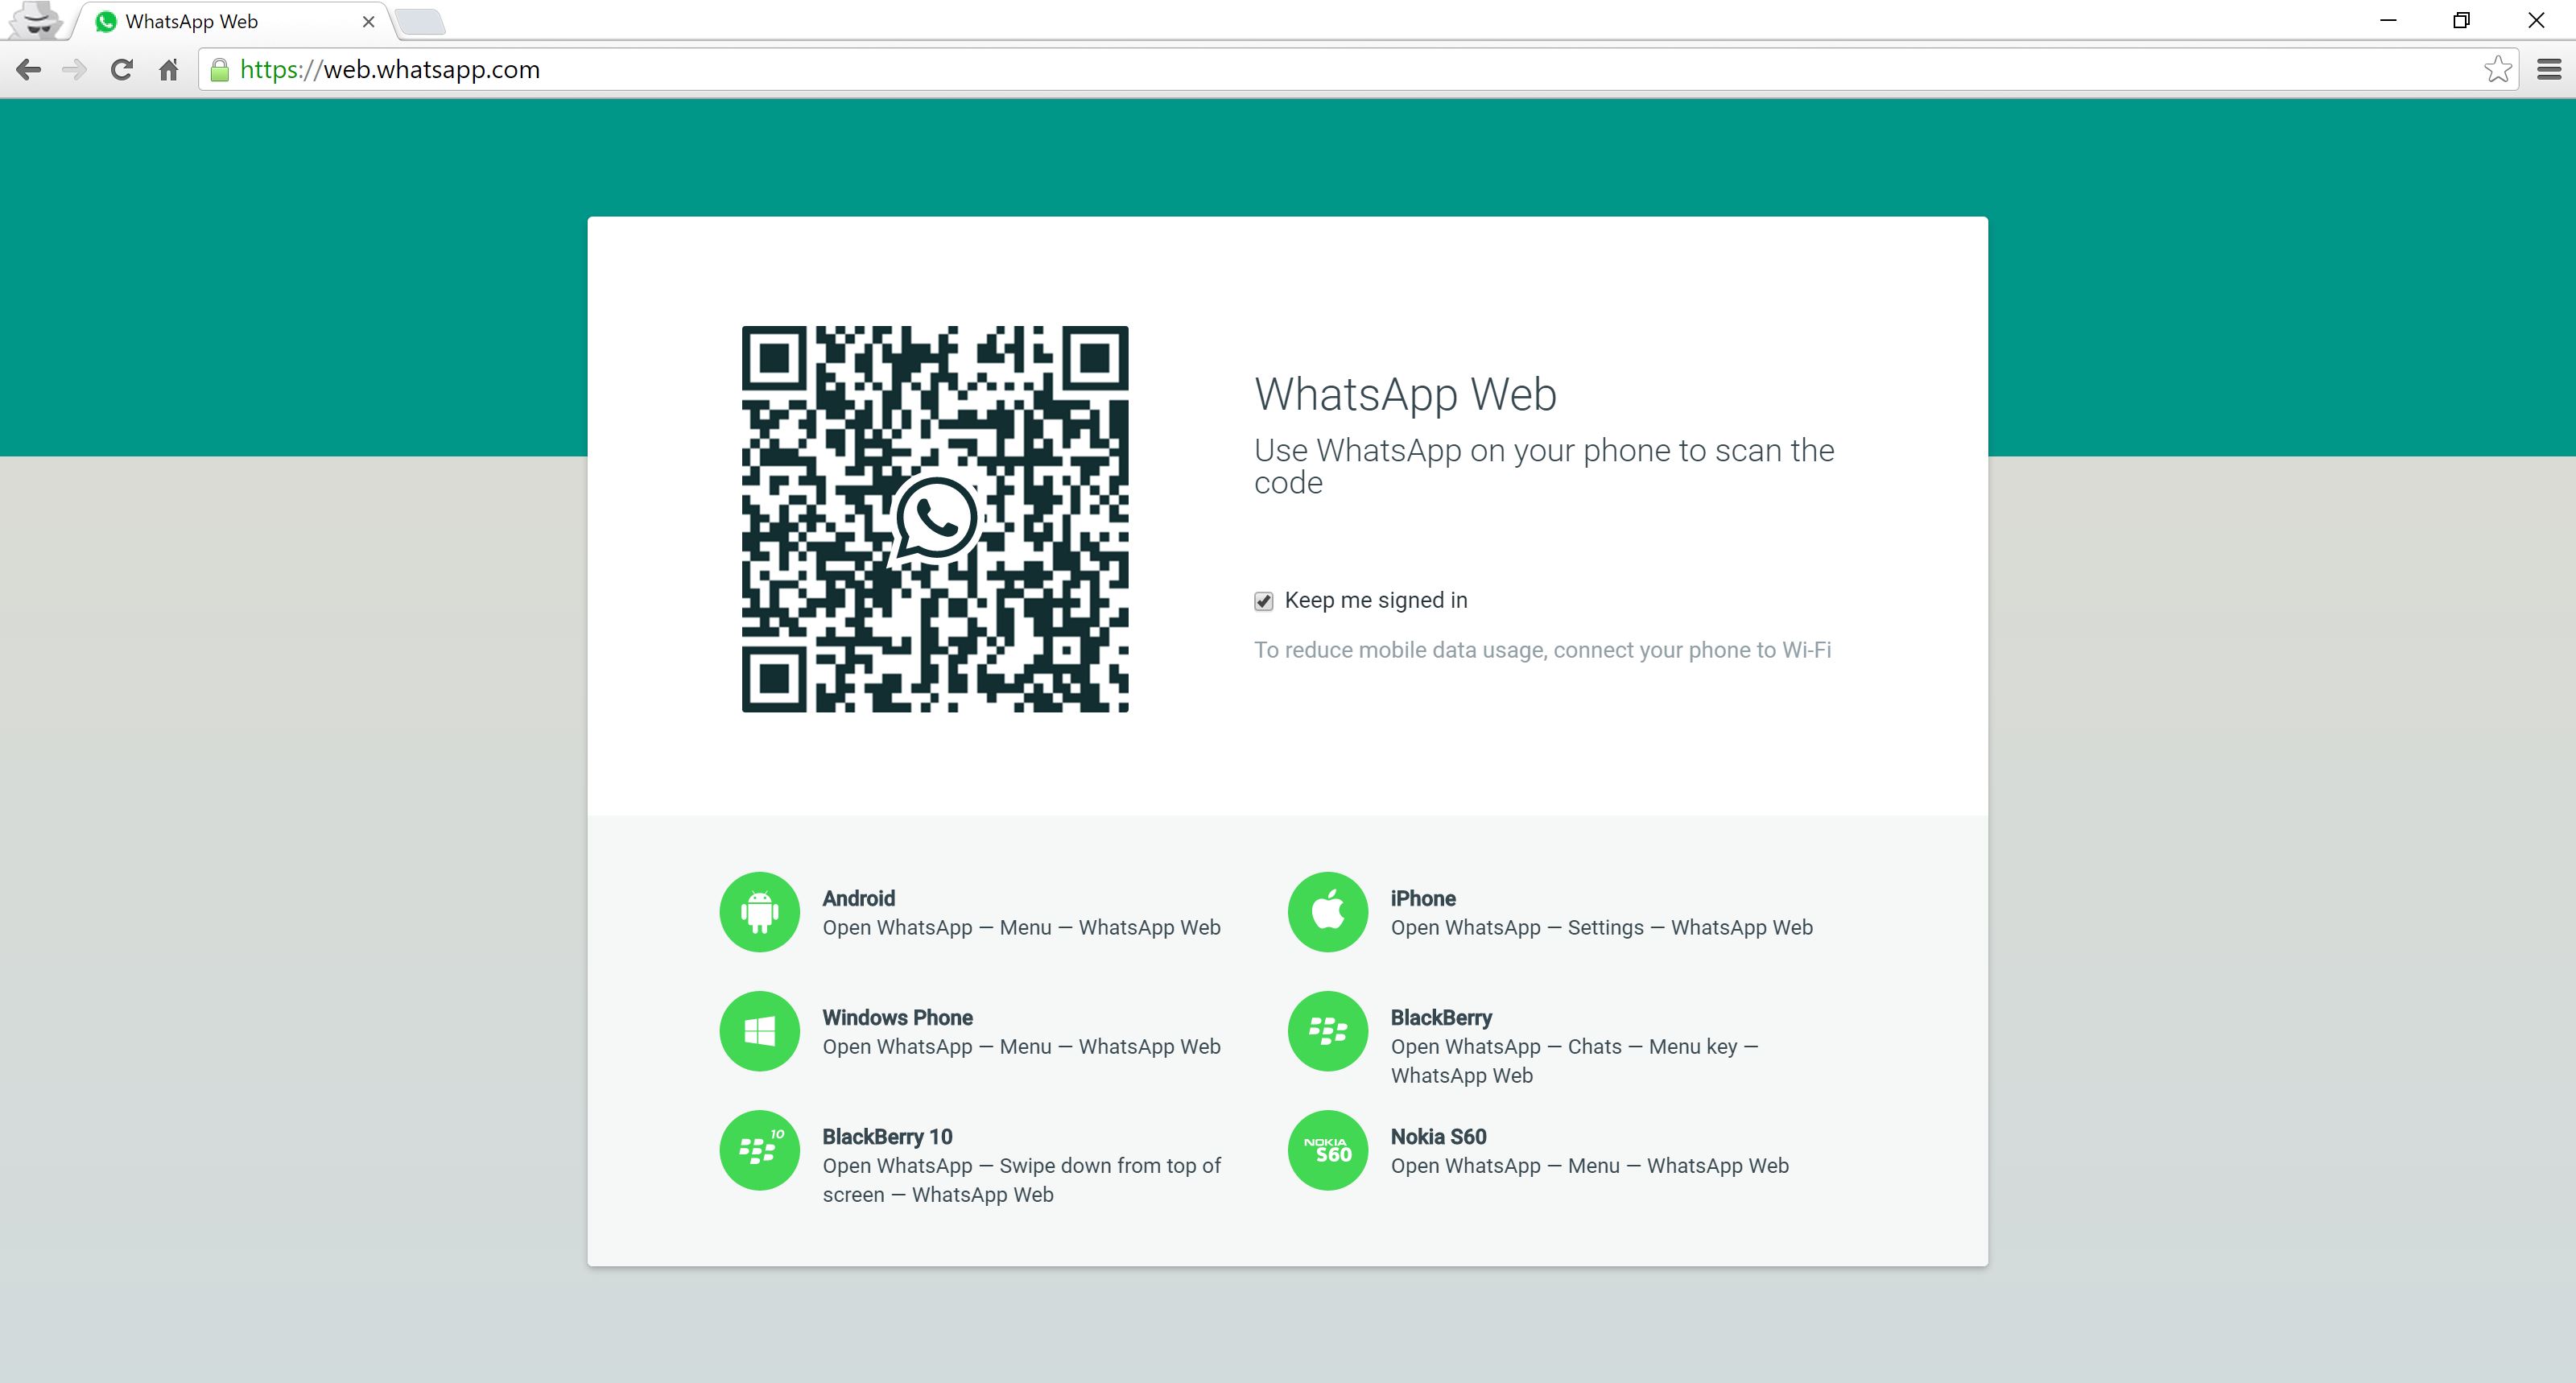 WhatsApp Web
https://web.whatsapp.com
WhatsApp Web
Use WhatsApp on your phone to scan the
code
Keep me signed in
To reduce mobile data usage, connect your phone to Wi-Fi
Android
Open WhatsApp — Menu — WhatsApp Web
iPhone
Open WhatsApp — Settings — WhatsApp Web
Windows Phone
Open WhatsApp — Menu — WhatsApp Web
BlackBerry
Open WhatsApp — Chats — Menu key —
WhatsApp Web
10
BlackBerry 10
Open WhatsApp — Swipe down from top of
screen — WhatsApp Web
NOKIA
S60
Nokia S60
Open WhatsApp — Menu — WhatsApp Web